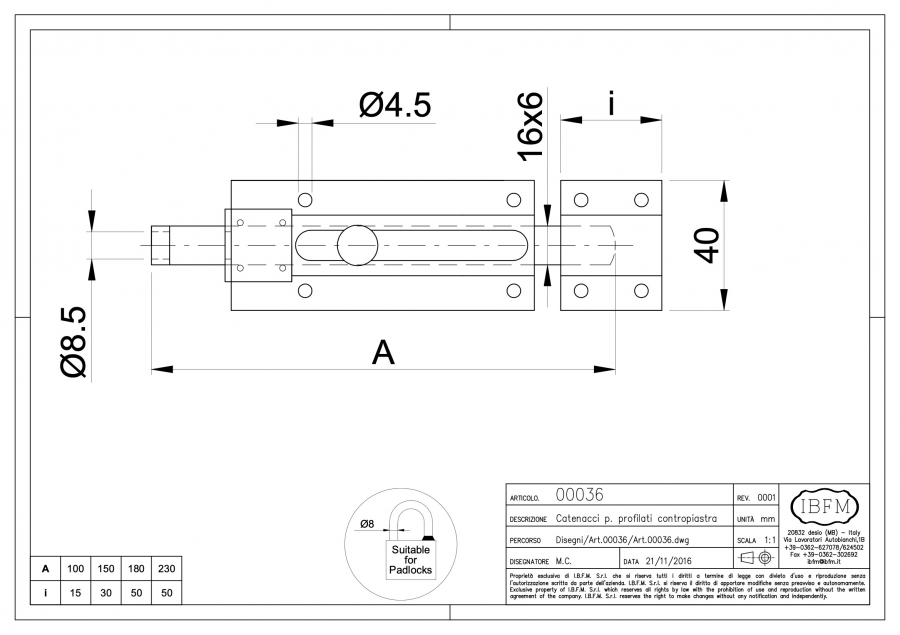 Ø4.5
16x6
i
40
Ø8.5
A
Ø8
Suitable
for
Padlocks
A 100 150 180 230
i 15 30 50 50
ARTICOLO. 00036 REV. 0001
DESCRIZIONE Catenacci p. profilati contropiastra UNITÀ mm
PERCORSO Disegni/Art.00036/Art.00036.dwg SCALA 1:1
DISEGNATORE M.C. DATA 21/11/2016
IBFM
20832 desio (MB) - Italy
Via Lavoratori Autobianchi,18
+39-0362-627078/624502
Fax +39-0362-302692
ibfm@ibfm.it
Proprietà esclusiva di I.B.F.M. S.r.l. che si riserva tutti i diritti a termine di legge con divieto d'uso e riproduzione senza
l'autorizzazione scritta da parte dell'azienda. I.B.F.M. S.r.l. si riserva il diritto di apportare modifiche senza preavviso e autonomamente.
Exclusive property of I.B.F.M. S.r.l. which reserves all rights by law with the prohibition of use and reproduction without the written
agreement of the company. I.B.F.M. S.r.l. reserves the right to make changes without any notification and independently.